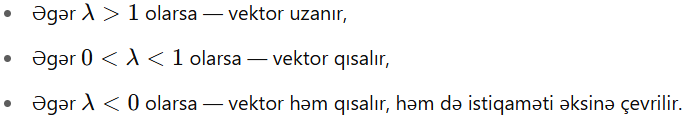 • Əgər λ > 1 olarsa — vektor uzanır,
• Əgər 0 < λ < 1 olarsa — vektor qısalır,
• Əgər λ < 0 olarsa — vektor həm qısalır, həm də istiqaməti əksinə çevrilir.